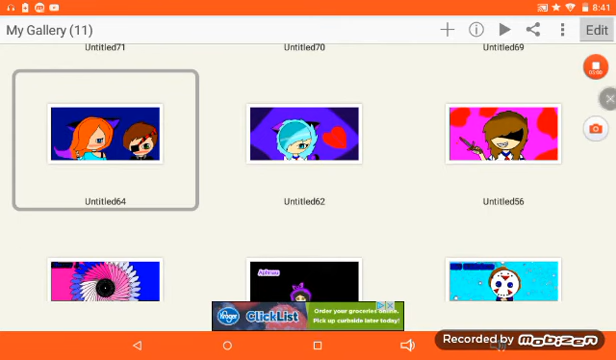 8:41
My Gallery (11)
Edit
Untitled71
Untitled70
Untitled69
Untitled64
Untitled62
Untitled56
Kroger
ClickList
Order your groceries online.
Pick up curbside later today!
Recorded by
MOBIZEN